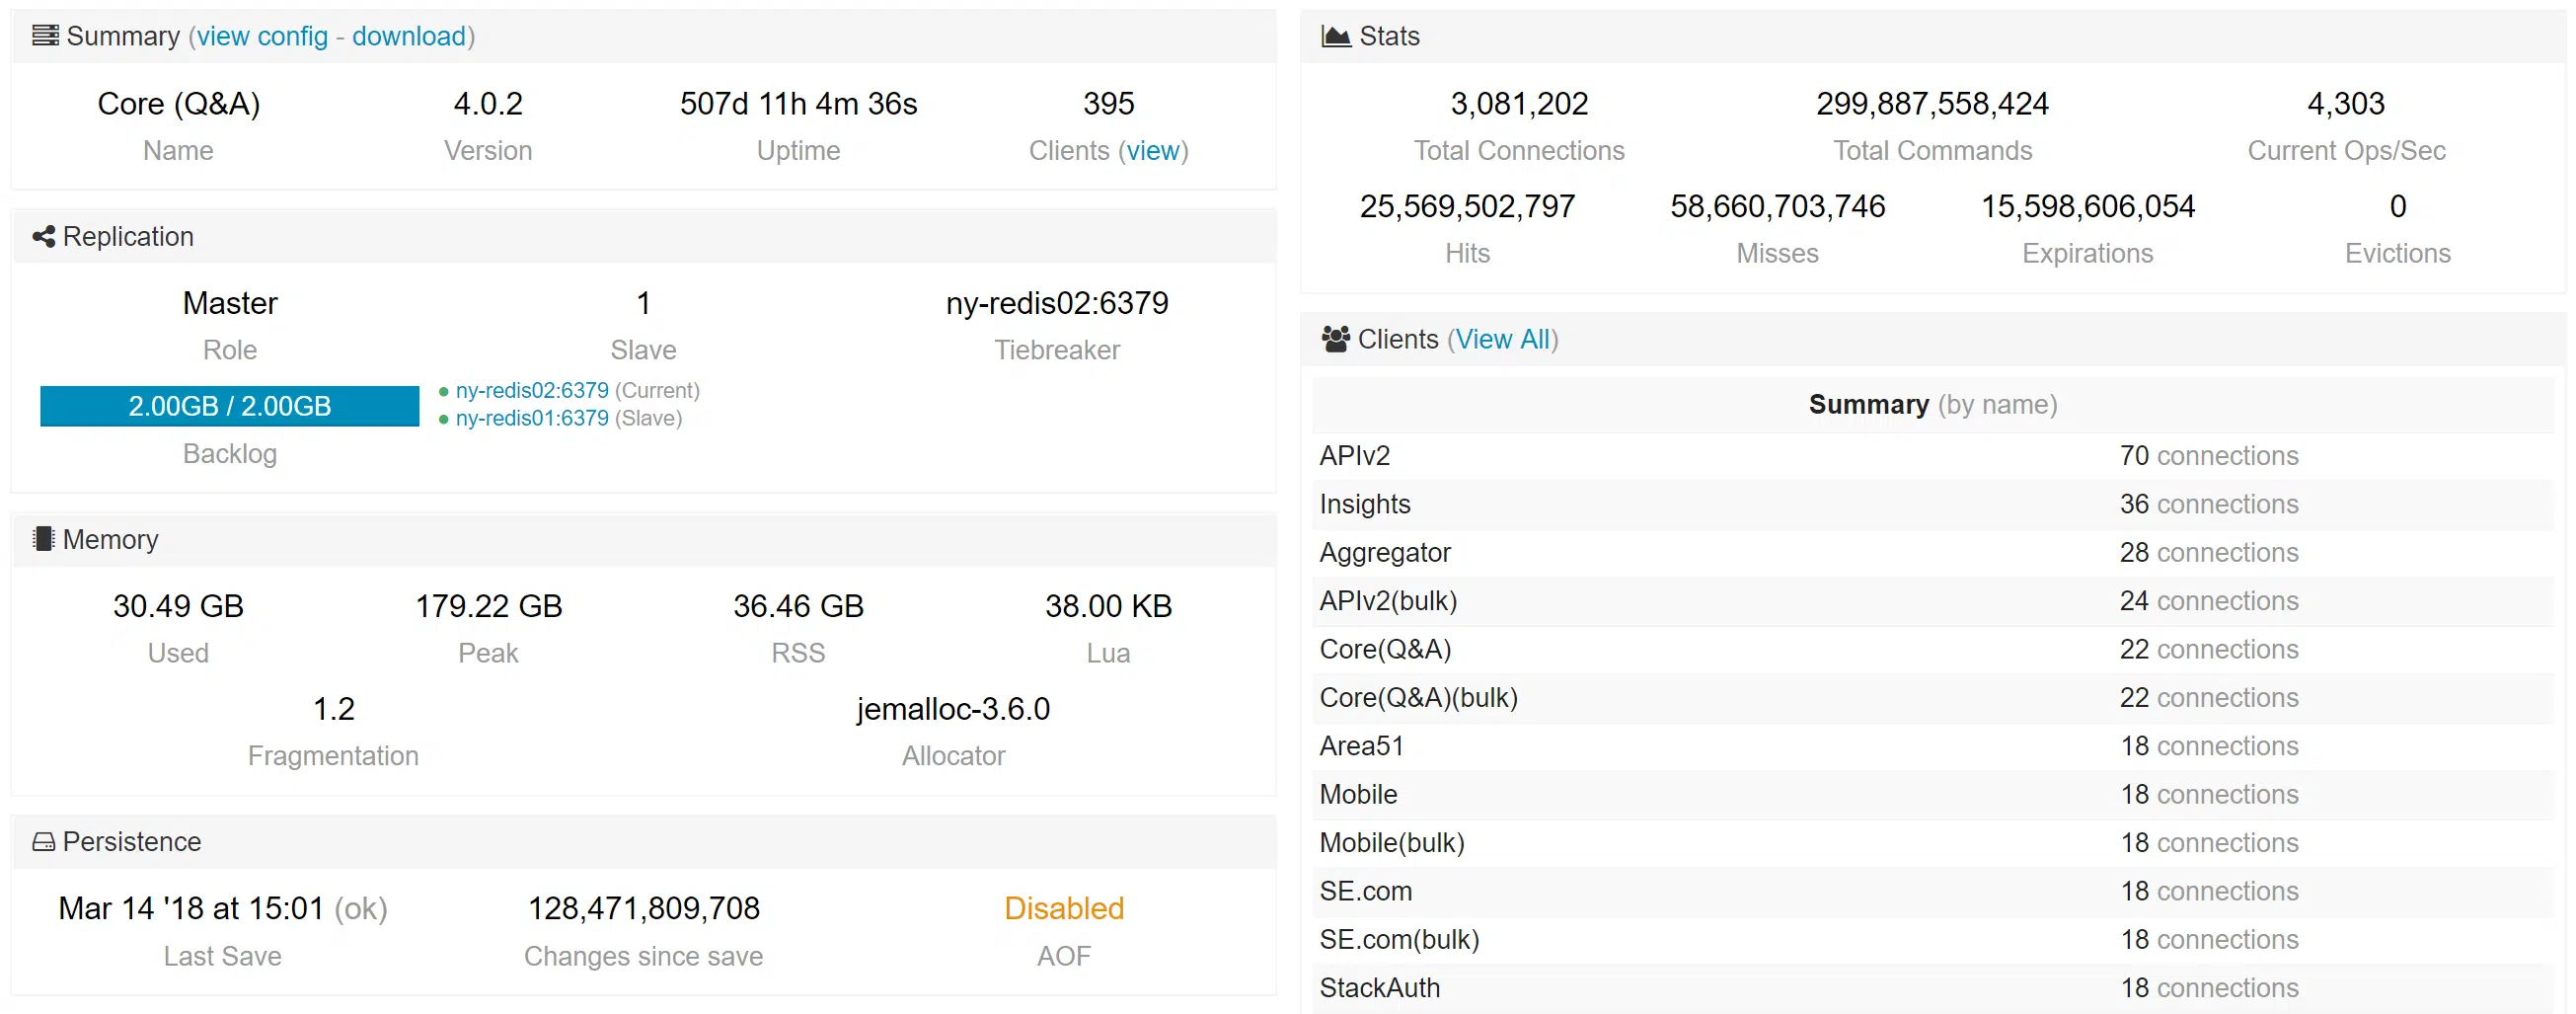 Summary (view config - download)
Core (Q&A) 4.0.2 507d 11h 4m 36s 395
Name Version Uptime Clients (view)
Replication
Master 1 ny-redis02:6379
Role Slave Tiebreaker
2.00GB / 2.00GB
Backlog
ny-redis02:6379 (Current)
ny-redis01:6379 (Slave)
Memory
30.49 GB 179.22 GB 36.46 GB 38.00 KB
Used Peak RSS Lua
1.2 jemalloc-3.6.0
Fragmentation Allocator
Persistence
Mar 14 '18 at 15:01 (ok) 128,471,809,708 Disabled
Last Save Changes since save AOF
Stats
3,081,202 299,887,558,424 4,303
Total Connections Total Commands Current Ops/Sec
25,569,502,797 58,660,703,746 15,598,606,054 0
Hits Misses Expirations Evictions
Clients (View All)
Summary (by name)
APIv2 70 connections
Insights 36 connections
Aggregator 28 connections
APIv2(bulk) 24 connections
Core(Q&A) 22 connections
Core(Q&A)(bulk) 22 connections
Area51 18 connections
Mobile 18 connections
Mobile(bulk) 18 connections
SE.com 18 connections
SE.com(bulk) 18 connections
StackAuth 18 connections